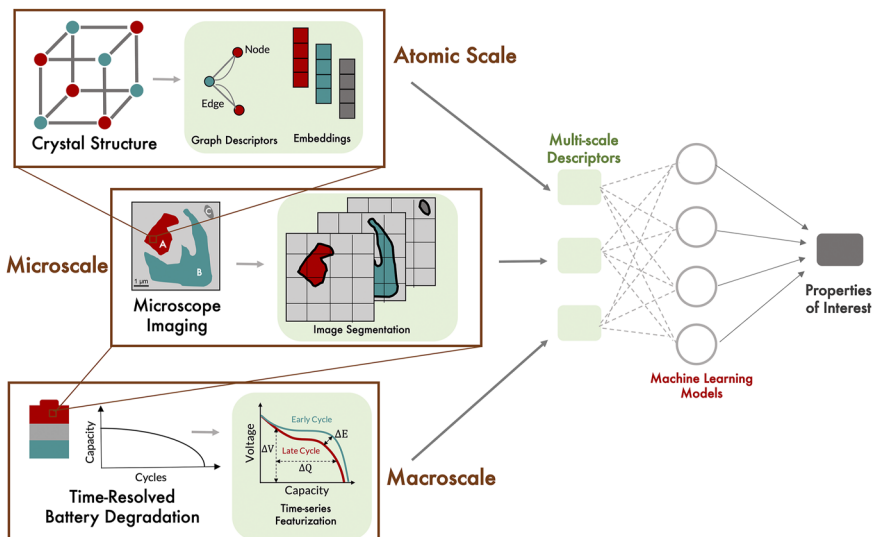 Node
Edge
Crystal Structure
Graph Descriptors
Embeddings
Atomic Scale
Multi-scale
Descriptors
Microscale
A
B
C
1 μm
Microscope
Imaging
Image Segmentation
Properties
of Interest
Machine Learning
Models
Capacity
Cycles
Time-Resolved
Battery Degradation
Voltage
Early Cycle
ΔE
ΔV
Late Cycle
ΔQ
Capacity
Time-series
Featurization
Macroscale